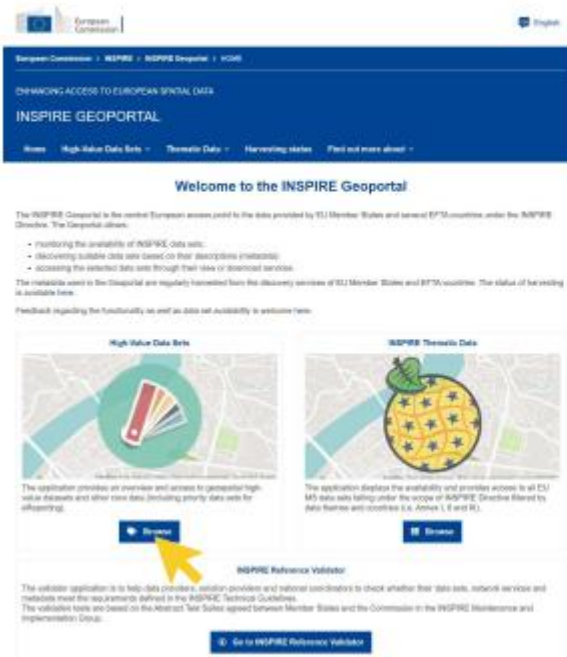 European
Commission
English
European Commission > INSPIRE > INSPIRE Geoportal > HOME
ENHANCING ACCESS TO EUROPEAN SPATIAL DATA
INSPIRE GEOPORTAL
Home High-Value Data Sets Thematic Data Harvesting status Find out more about
Welcome to the INSPIRE Geoportal
The INSPIRE Geoportal is the central European access point to the data provided by EU Member States and several EFTA countries under the INSPIRE
Directive. The Geoportal allows:
• monitoring the availability of INSPIRE data sets;
• discovering suitable data sets based on their descriptions (metadata);
• accessing the selected data sets through their view or download services.
The metadata used in the Geoportal are regularly harvested from the discovery services of EU Member States and EFTA countries. The status of harvesting
is available here.
Feedback regarding the functionality as well as data set availability is welcome here.
High-Value Data Sets
The application provides an overview and access to geospatial high-
value datasets and other core data (including priority data sets for
eReporting).
Browse
INSPIRE Thematic Data
The application displays the availability and provides access to all EU
MS data sets falling under the scope of INSPIRE Directive filtered by
data themes and countries (i.e. Annex I, II and III).
Browse
INSPIRE Reference Validator
The validator application is to help data providers, solution providers and national coordinators to check whether their data sets, network services and
metadata meet the requirements defined in the INSPIRE Technical Guidelines.
The validation tests are based on the Abstract Test Suites agreed between Member States and the Commission in the INSPIRE Maintenance and
Implementation Group.
Go to INSPIRE Reference Validator